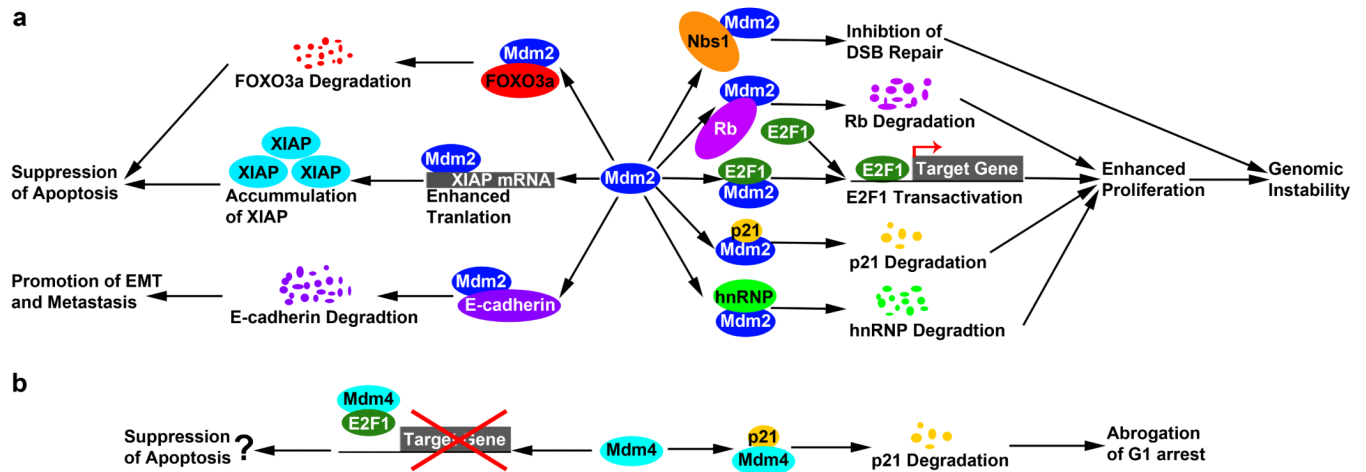 a
Mdm2
FOXO3a
FOXO3a Degradation
XIAP
XIAP
XIAP
Accumulation
of XIAP
Mdm2
XIAP mRNA
Enhanced
Tranlation
Suppression
of Apoptosis
Mdm2
E-cadherin
E-cadherin Degradtion
Promotion of EMT
and Metastasis
Mdm2
Mdm2
Nbs1
Inhibtion of
DSB Repair
Mdm2
Rb
Rb Degradation
E2F1
E2F1
Mdm2
E2F1
Target Gene
E2F1 Transactivation
p21
Mdm2
p21 Degradation
hnRNP
Mdm2
hnRNP Degradtion
Enhanced
Proliferation
Genomic
Instability
b
Mdm4
E2F1
Target Gene
Suppression
of Apoptosis
?
Mdm4
p21
Mdm4
p21 Degradation
Abrogation
of G1 arrest